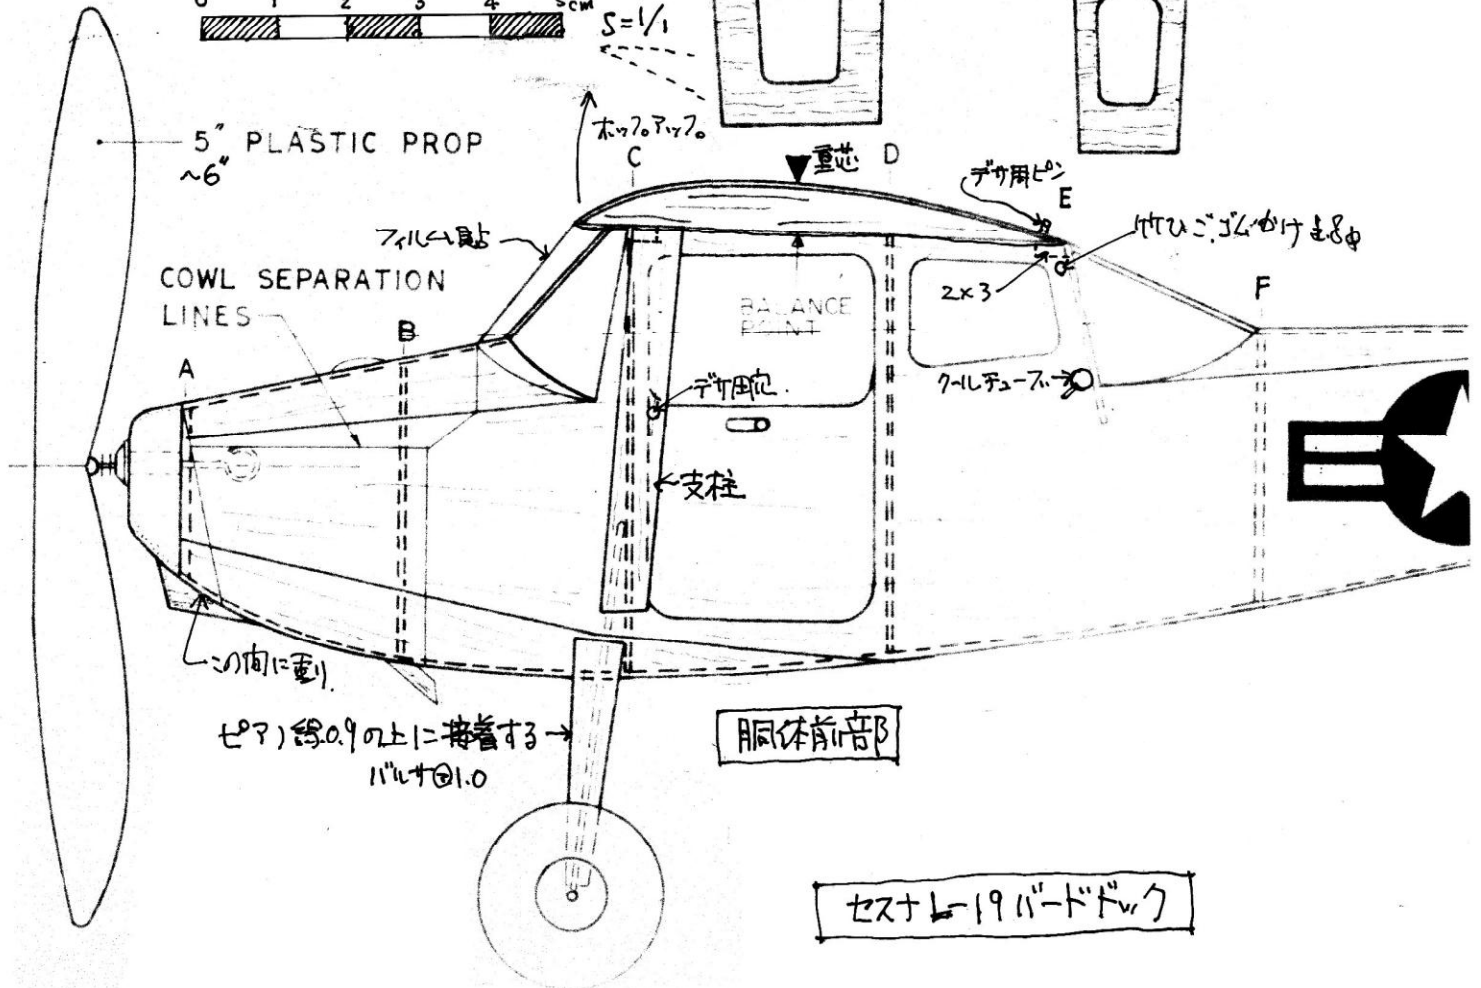 0 1 2 3 4 5cm
S=1/1
5" PLASTIC PROP
~6"
ホップアップ
C
重芯
D
デサ用ピン
E
フィルム貼
竹ひご、ゴムかけ
2×3
COWL SEPARATION
LINES
BALANCE
POINT
F
B
A
デサ用穴
クールチューブ
支柱
この間に重り
ピアノ線0.9の上に接着する
バルサ
1.0
胴体前部
セスナL-19バードドック